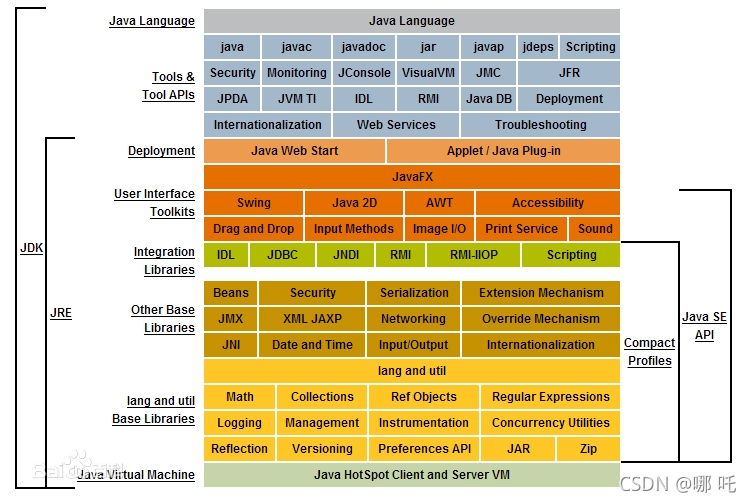 Java Language Java Language
java javac javadoc jar javap jdeps Scripting
Tools & Security Monitoring JConsole VisualVM JMC JFR
Tool APIs JPDA JVM TI IDL RMI Java DB Deployment
Internationalization Web Services Troubleshooting
Deployment Java Web Start Applet / Java Plug-in
JavaFX
User Interface Toolkits Swing Java 2D AWT Accessibility
Drag and Drop Input Methods Image I/O Print Service Sound
JDK
Integration Libraries IDL JDBC JNDI RMI RMI-IIOP Scripting
Beans Security Serialization Extension Mechanism
JRE
Other Base Libraries JMX XML JAXP Networking Override Mechanism
Java SE API
JNI Date and Time Input/Output Internationalization
Compact Profiles
lang and util
lang and util Base Libraries Math Collections Ref Objects Regular Expressions
Logging Management Instrumentation Concurrency Utilities
Reflection Versioning Preferences API JAR Zip
Bai百科
Java Virtual Machine Java HotSpot Client and Server VM
CSDN @哪 吒